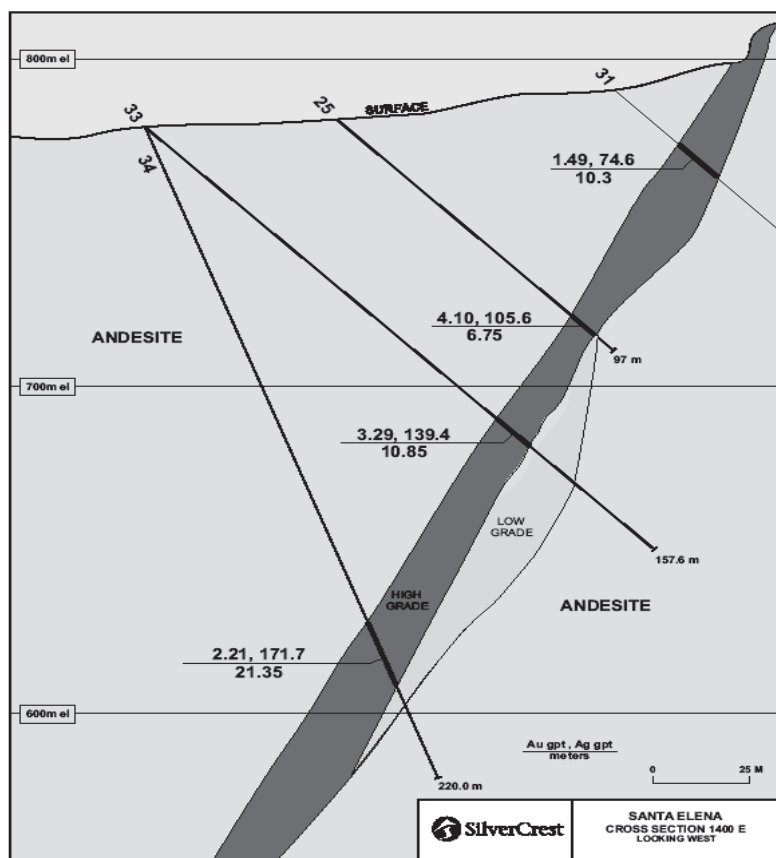 800m el
33
34
25
SURFACE
31
1.49, 74.6
10.3
ANDESITE
4.10, 105.6
6.75
97 m
700m el
3.29, 139.4
10.85
LOW
GRADE
157.6 m
HIGH
GRADE
ANDESITE
2.21, 171.7
21.35
600m el
Au gpt, Ag gpt
meters
0 25 M
220.0 m
SilverCrest
SANTA ELENA
CROSS SECTION 1400 E
LOOKING WEST